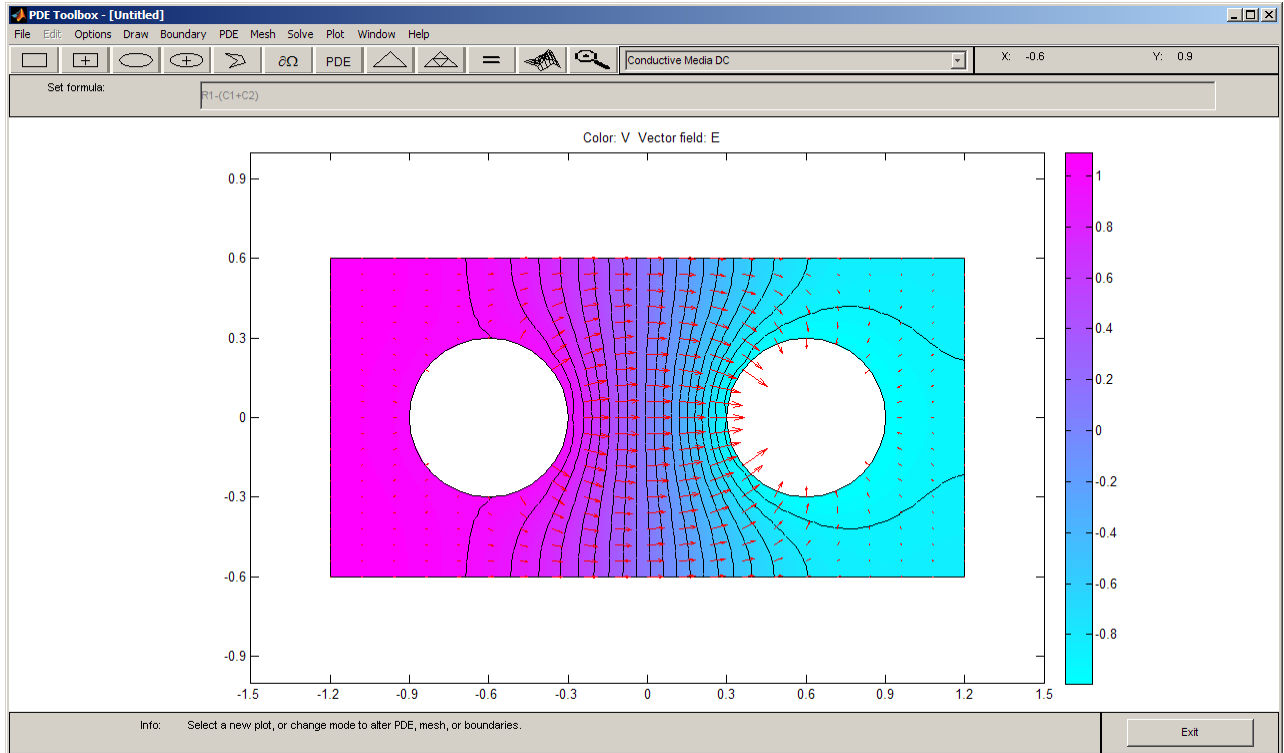 PDE Toolbox - [Untitled]
File Edit Options Draw Boundary PDE Mesh Solve Plot Window Help
∂Ω PDE = Conductive Media DC X: -0.6 Y: 0.9
Set formula: R1-(C1+C2)
Color: V Vector field: E
0.9
0.6
0.3
0
-0.3
-0.6
-0.9
-1.5 -1.2 -0.9 -0.6 -0.3 0 0.3 0.6 0.9 1.2 1.5
1
0.8
0.6
0.4
0.2
0
-0.2
-0.4
-0.6
-0.8
Info: Select a new plot, or change mode to alter PDE, mesh, or boundaries.
Exit